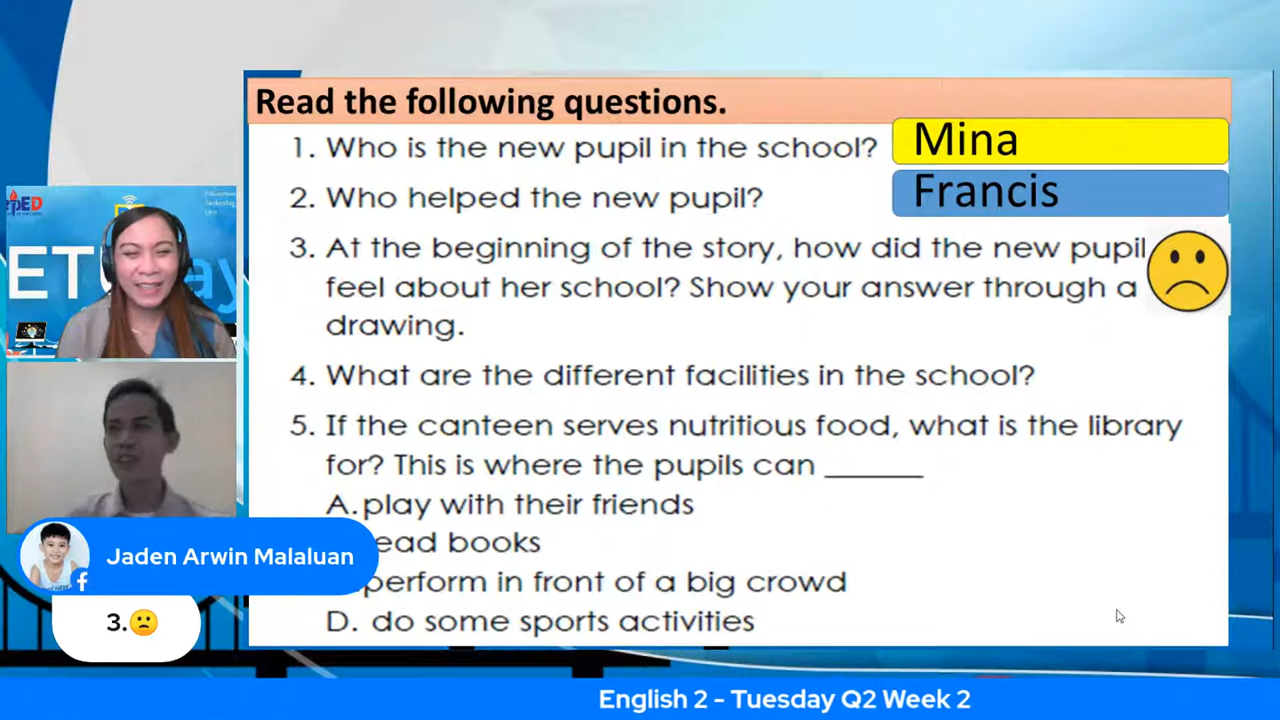 Read the following questions.
1. Who is the new pupil in the school?
Mina
2. Who helped the new pupil?
Francis
3. At the beginning of the story, how did the new pupil
feel about her school? Show your answer through a
drawing.
4. What are the different facilities in the school?
5. If the canteen serves nutritious food, what is the library
for? This is where the pupils can ______
A. play with their friends
ead books
perform in front of a big crowd
D. do some sports activities
ET
ay
Jaden Arwin Malaluan
3.🙁
English 2 - Tuesday Q2 Week 2